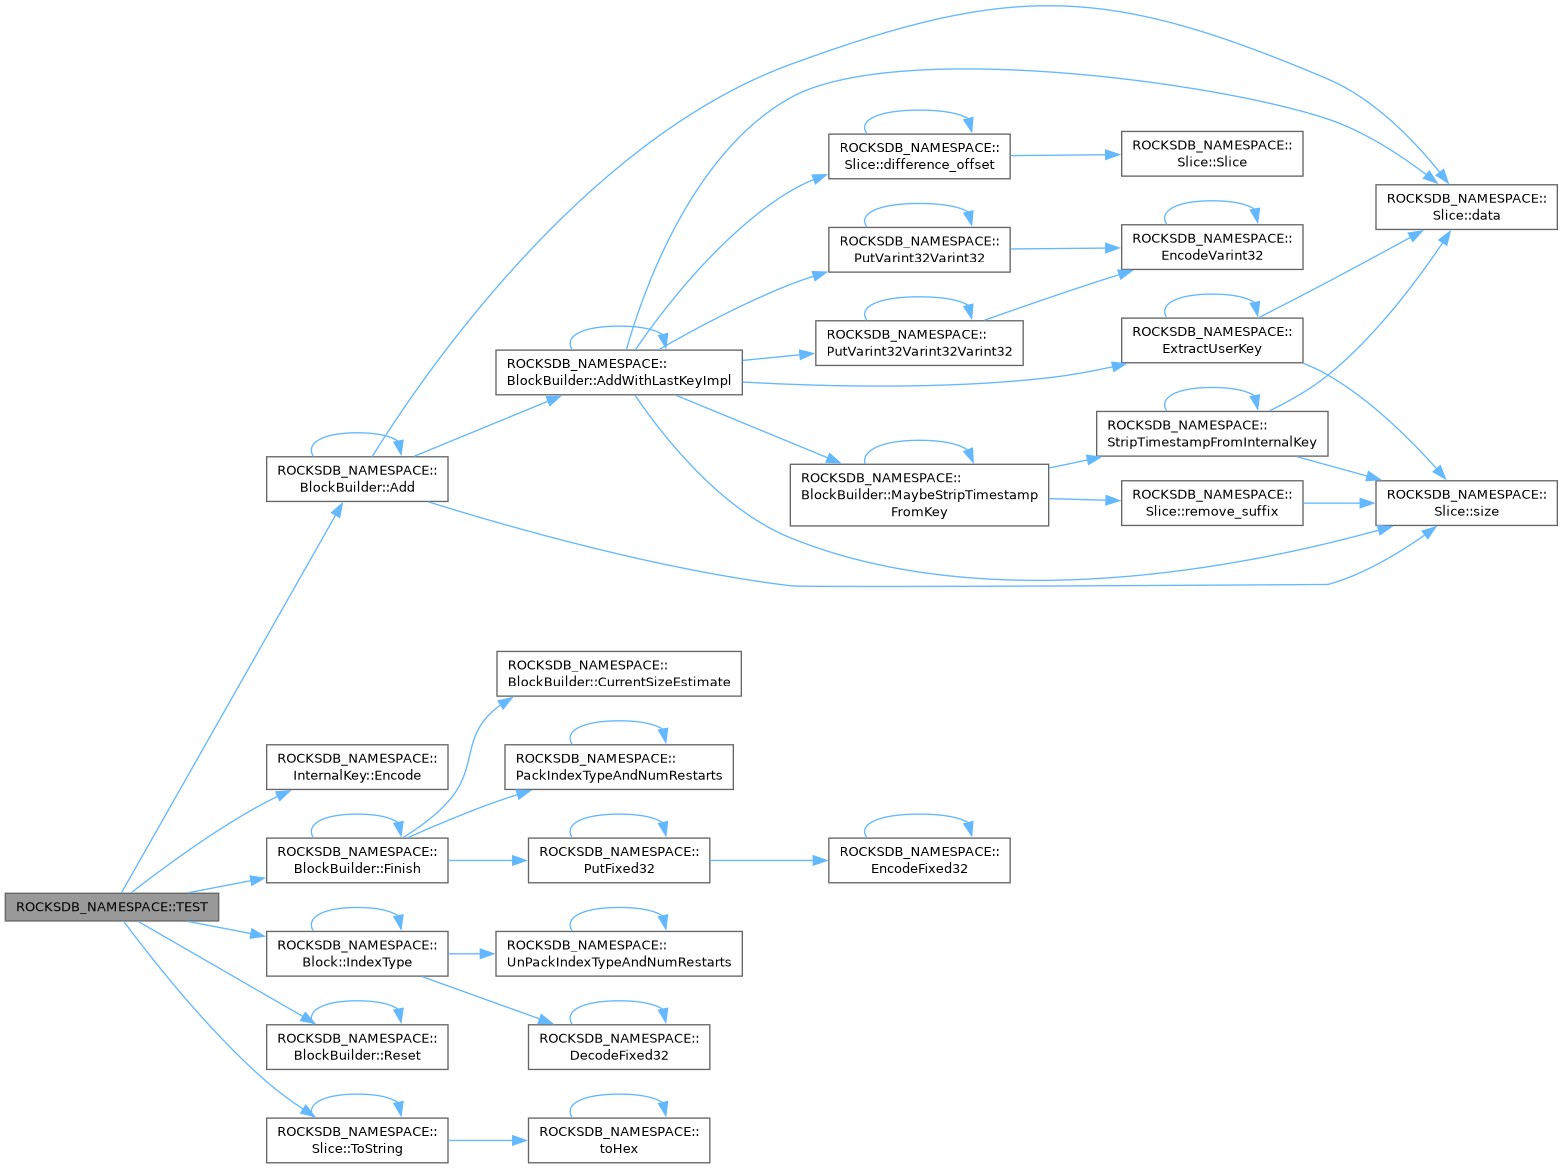 ROCKSDB_NAMESPACE::TEST
ROCKSDB_NAMESPACE::
BlockBuilder::Add
ROCKSDB_NAMESPACE::
BlockBuilder::AddWithLastKeyImpl
ROCKSDB_NAMESPACE::
Slice::difference_offset
ROCKSDB_NAMESPACE::
Slice::Slice
ROCKSDB_NAMESPACE::
Slice::data
ROCKSDB_NAMESPACE::
PutVarint32Varint32
ROCKSDB_NAMESPACE::
EncodeVarint32
ROCKSDB_NAMESPACE::
PutVarint32Varint32Varint32
ROCKSDB_NAMESPACE::
ExtractUserKey
ROCKSDB_NAMESPACE::
BlockBuilder::MaybeStripTimestamp
FromKey
ROCKSDB_NAMESPACE::
StripTimestampFromInternalKey
ROCKSDB_NAMESPACE::
Slice::remove_suffix
ROCKSDB_NAMESPACE::
Slice::size
ROCKSDB_NAMESPACE::
InternalKey::Encode
ROCKSDB_NAMESPACE::
BlockBuilder::Finish
ROCKSDB_NAMESPACE::
BlockBuilder::CurrentSizeEstimate
ROCKSDB_NAMESPACE::
PackIndexTypeAndNumRestarts
ROCKSDB_NAMESPACE::
PutFixed32
ROCKSDB_NAMESPACE::
EncodeFixed32
ROCKSDB_NAMESPACE::
Block::IndexType
ROCKSDB_NAMESPACE::
UnPackIndexTypeAndNumRestarts
ROCKSDB_NAMESPACE::
DecodeFixed32
ROCKSDB_NAMESPACE::
BlockBuilder::Reset
ROCKSDB_NAMESPACE::
Slice::ToString
ROCKSDB_NAMESPACE::
toHex